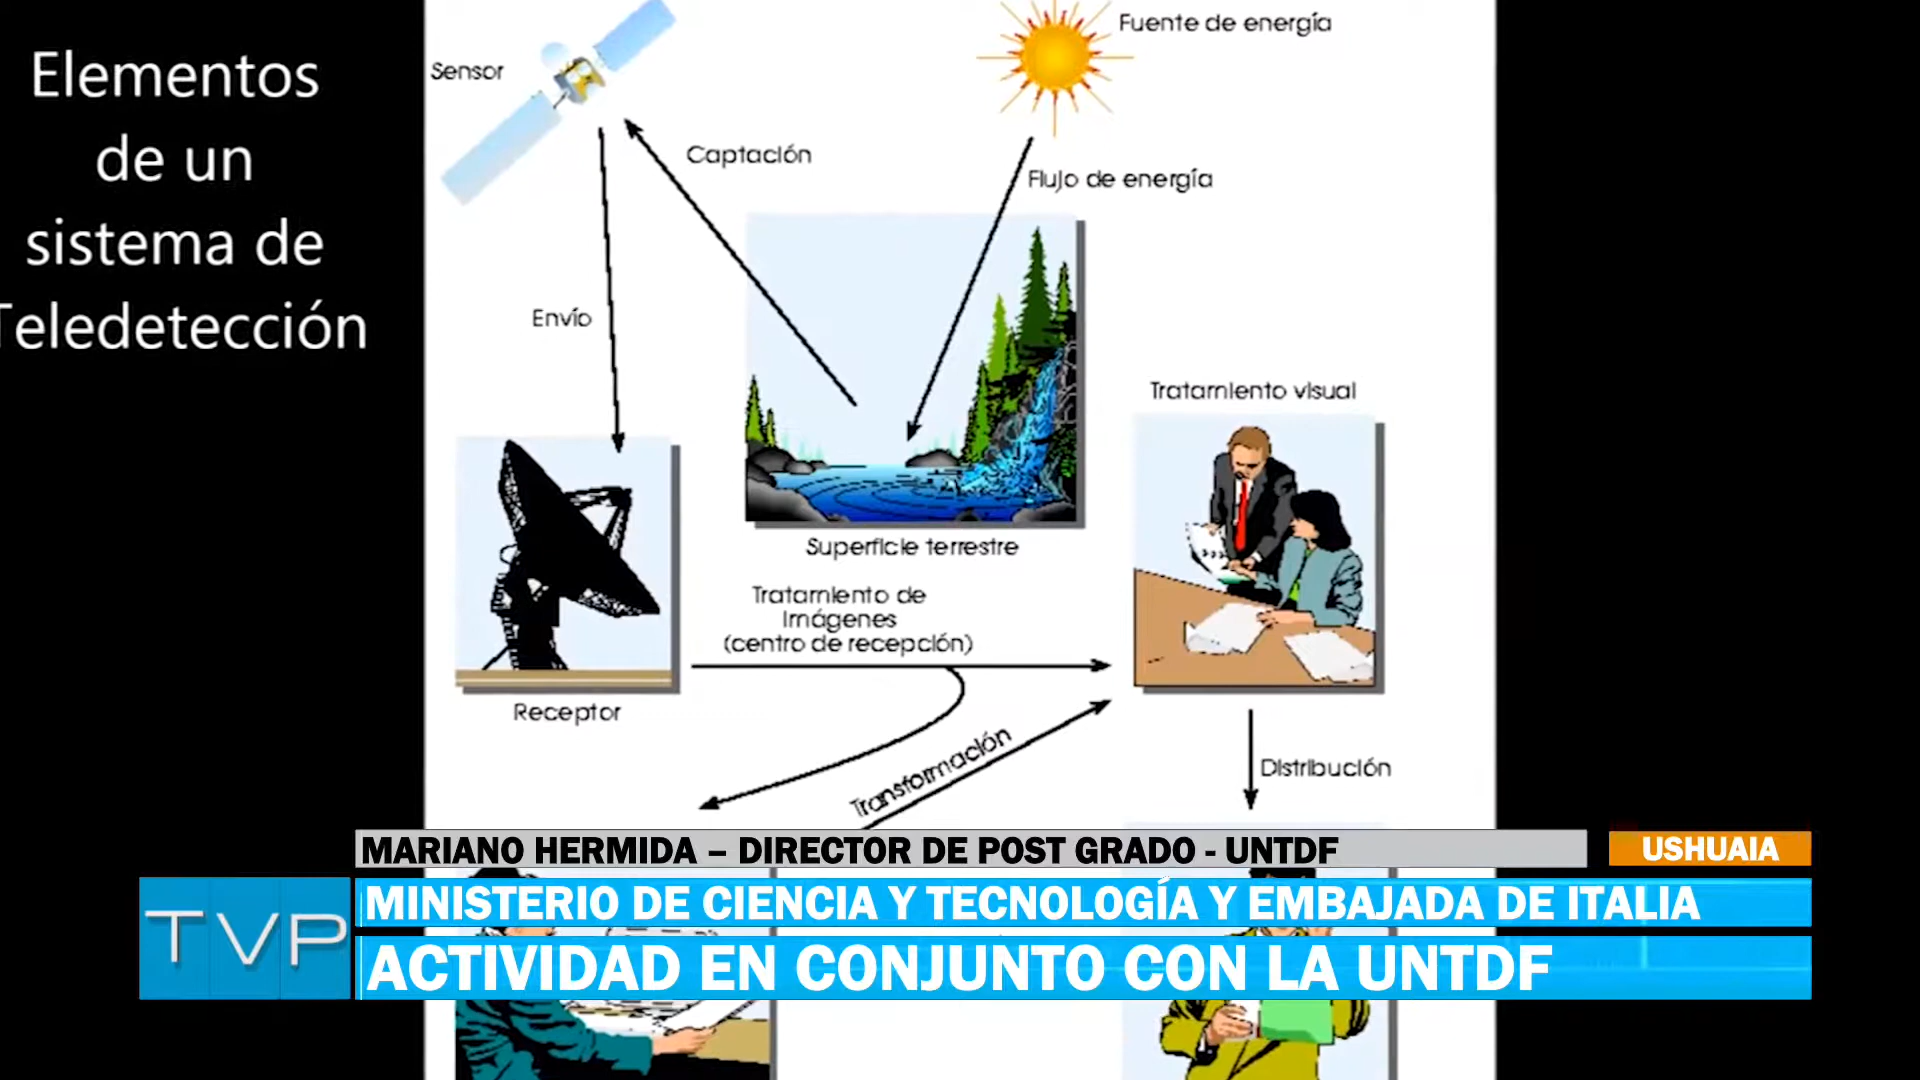 Elementos
de un
sistema de
Teledetección
Sensor
Fuente de energía
Captación
Flujo de energía
Envío
Tratamiento visual
Superficie terrestre
Tratamiento de
imágenes
(centro de recepción)
Receptor
Transformación
Distribución
MARIANO HERMIDA – DIRECTOR DE POST GRADO - UNTDF
USHUAIA
TVP
MINISTERIO DE CIENCIA Y TECNOLOGÍA Y EMBAJADA DE ITALIA
ACTIVIDAD EN CONJUNTO CON LA UNTDF